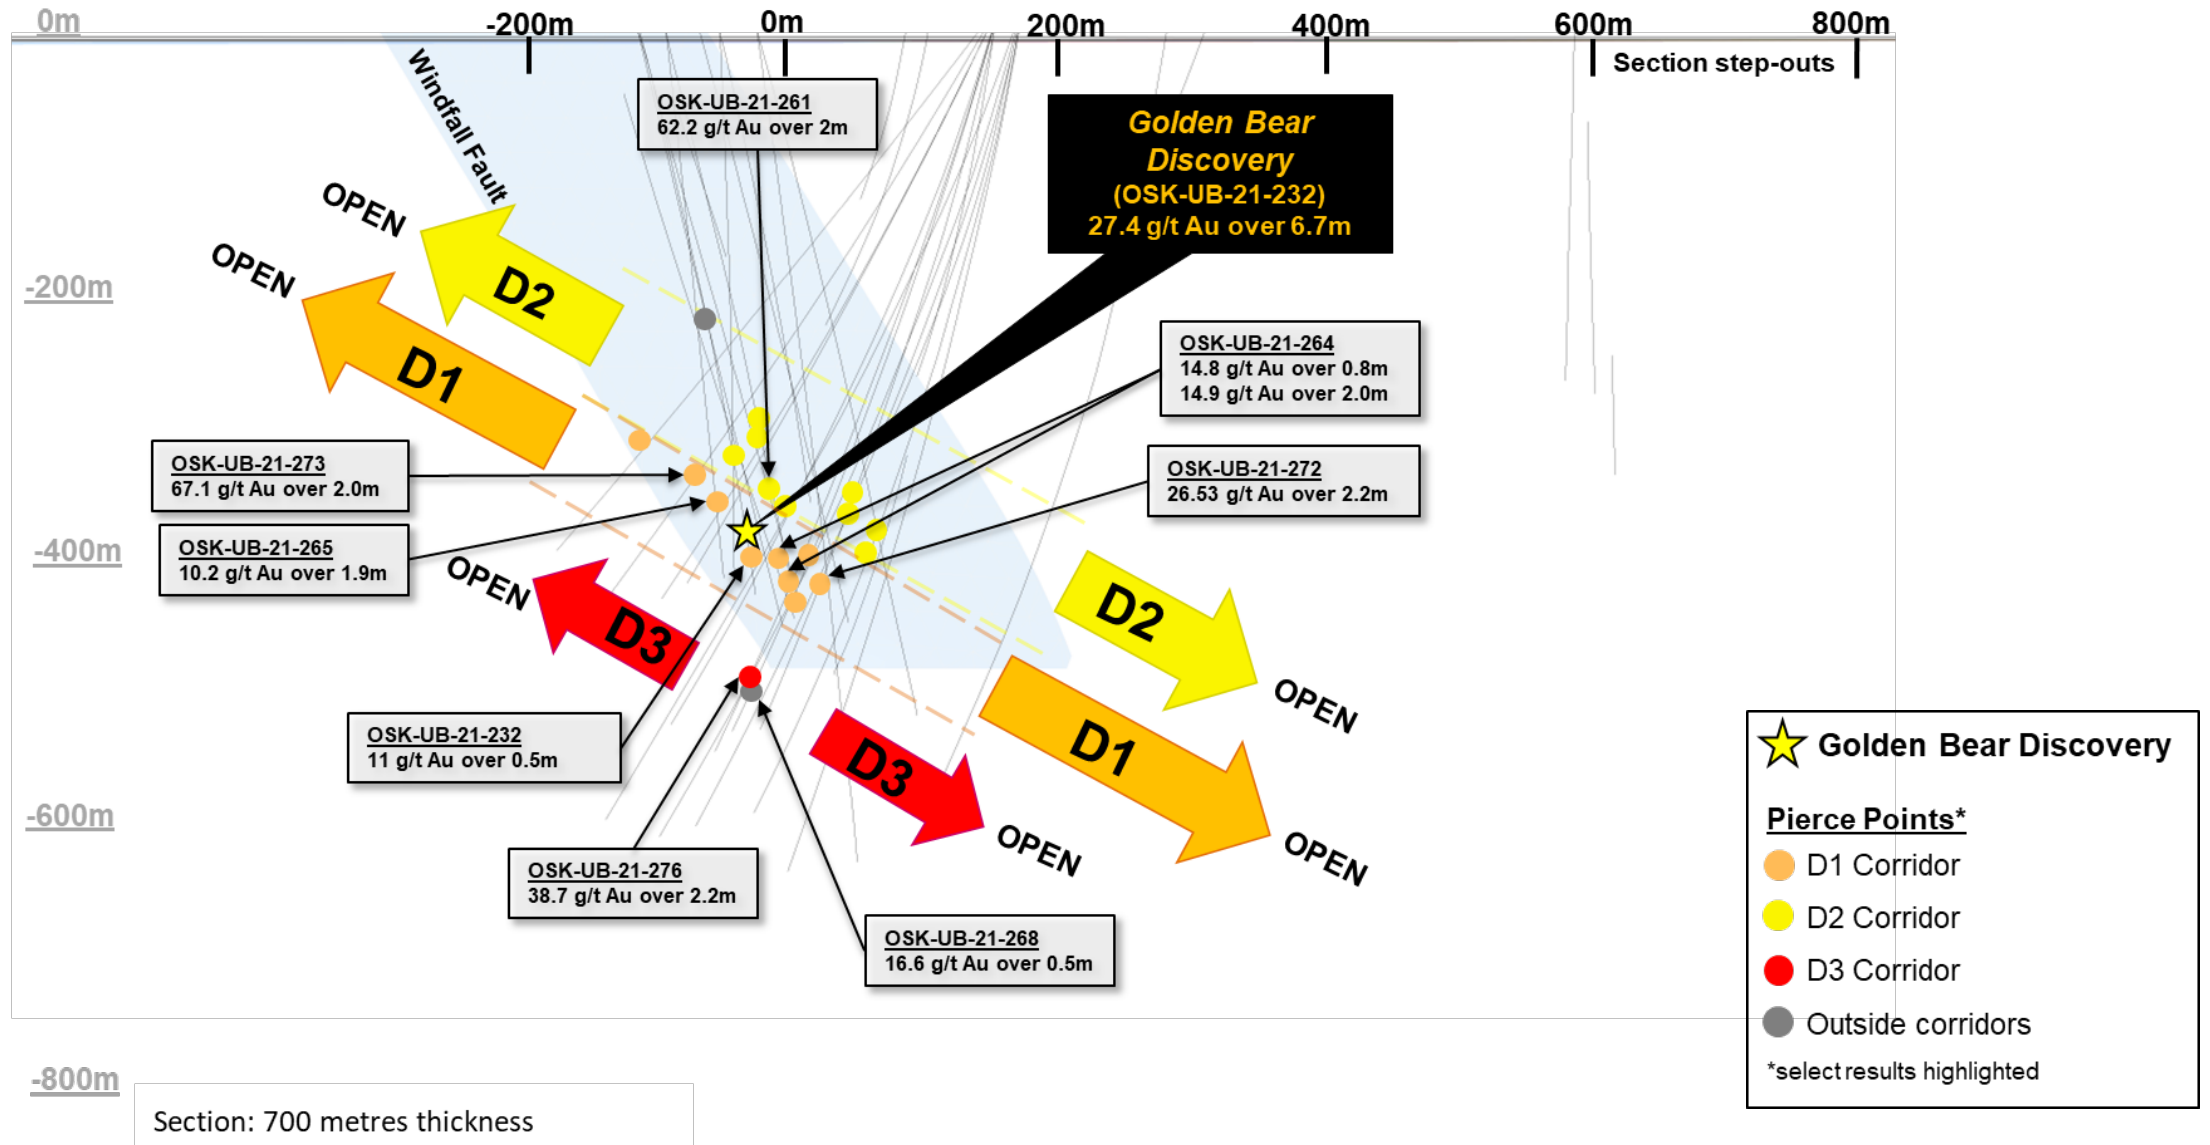 0m
-200m
0m
200m
400m
600m
800m
Section step-outs
Windfall Fault
OSK-UB-21-261
62.2 g/t Au over 2m
Golden Bear
Discovery
(OSK-UB-21-232)
27.4 g/t Au over 6.7m
OPEN
D2
OPEN
D1
-200m
OSK-UB-21-264
14.8 g/t Au over 0.8m
14.9 g/t Au over 2.0m
OSK-UB-21-273
67.1 g/t Au over 2.0m
OSK-UB-21-272
26.53 g/t Au over 2.2m
-400m
OSK-UB-21-265
10.2 g/t Au over 1.9m
OPEN
D3
D2
OPEN
D1
OPEN
D3
OPEN
OSK-UB-21-232
11 g/t Au over 0.5m
-600m
OSK-UB-21-276
38.7 g/t Au over 2.2m
OSK-UB-21-268
16.6 g/t Au over 0.5m
Golden Bear Discovery
Pierce Points*
D1 Corridor
D2 Corridor
D3 Corridor
Outside corridors
*select results highlighted
-800m
Section: 700 metres thickness